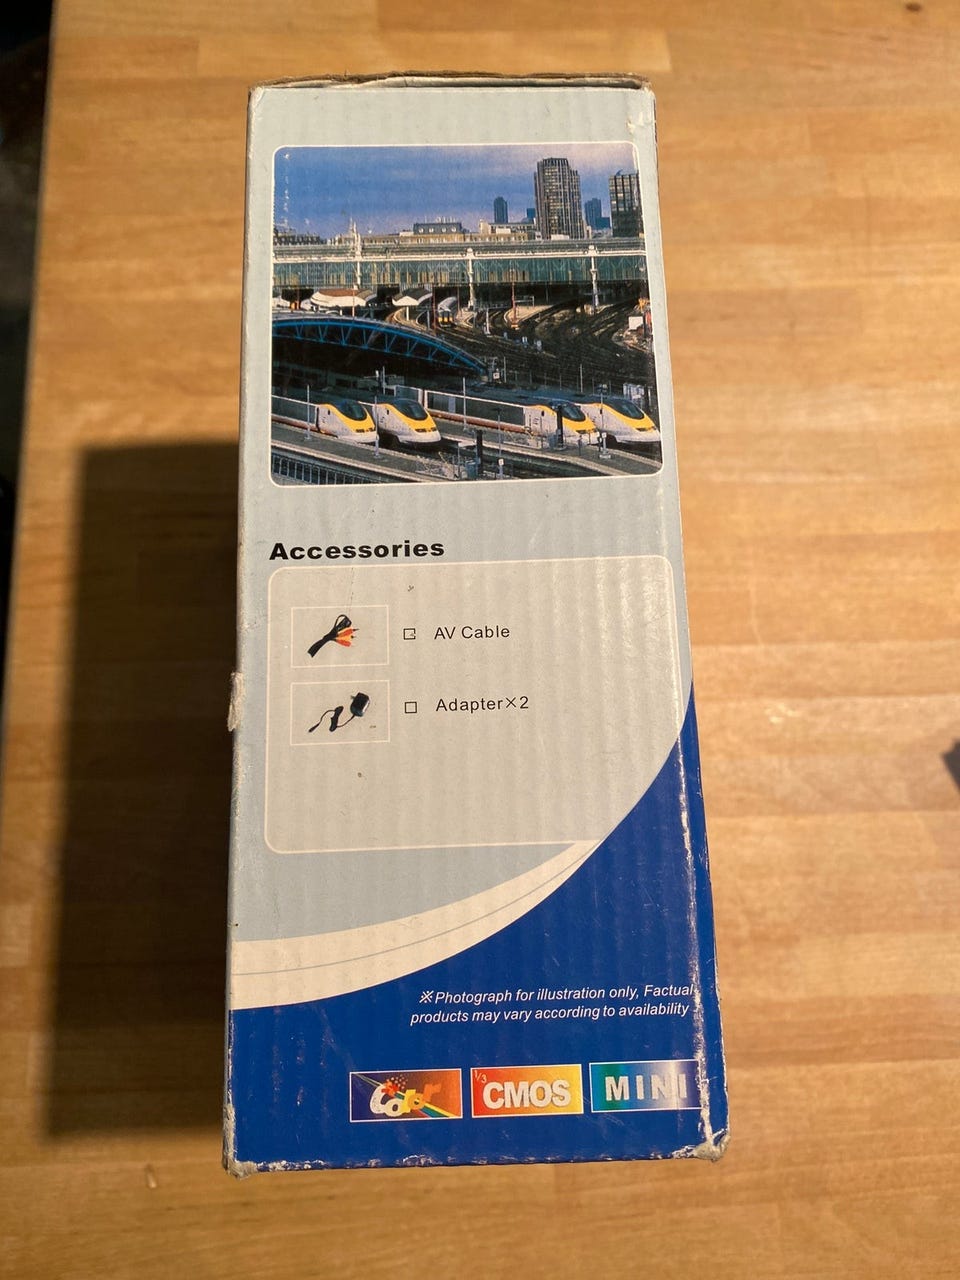 Accessories
□ AV Cable
□ Adapter×2
※Photograph for illustration only, Factual
products may vary according to availability
Color
1/3 CMOS
MINI